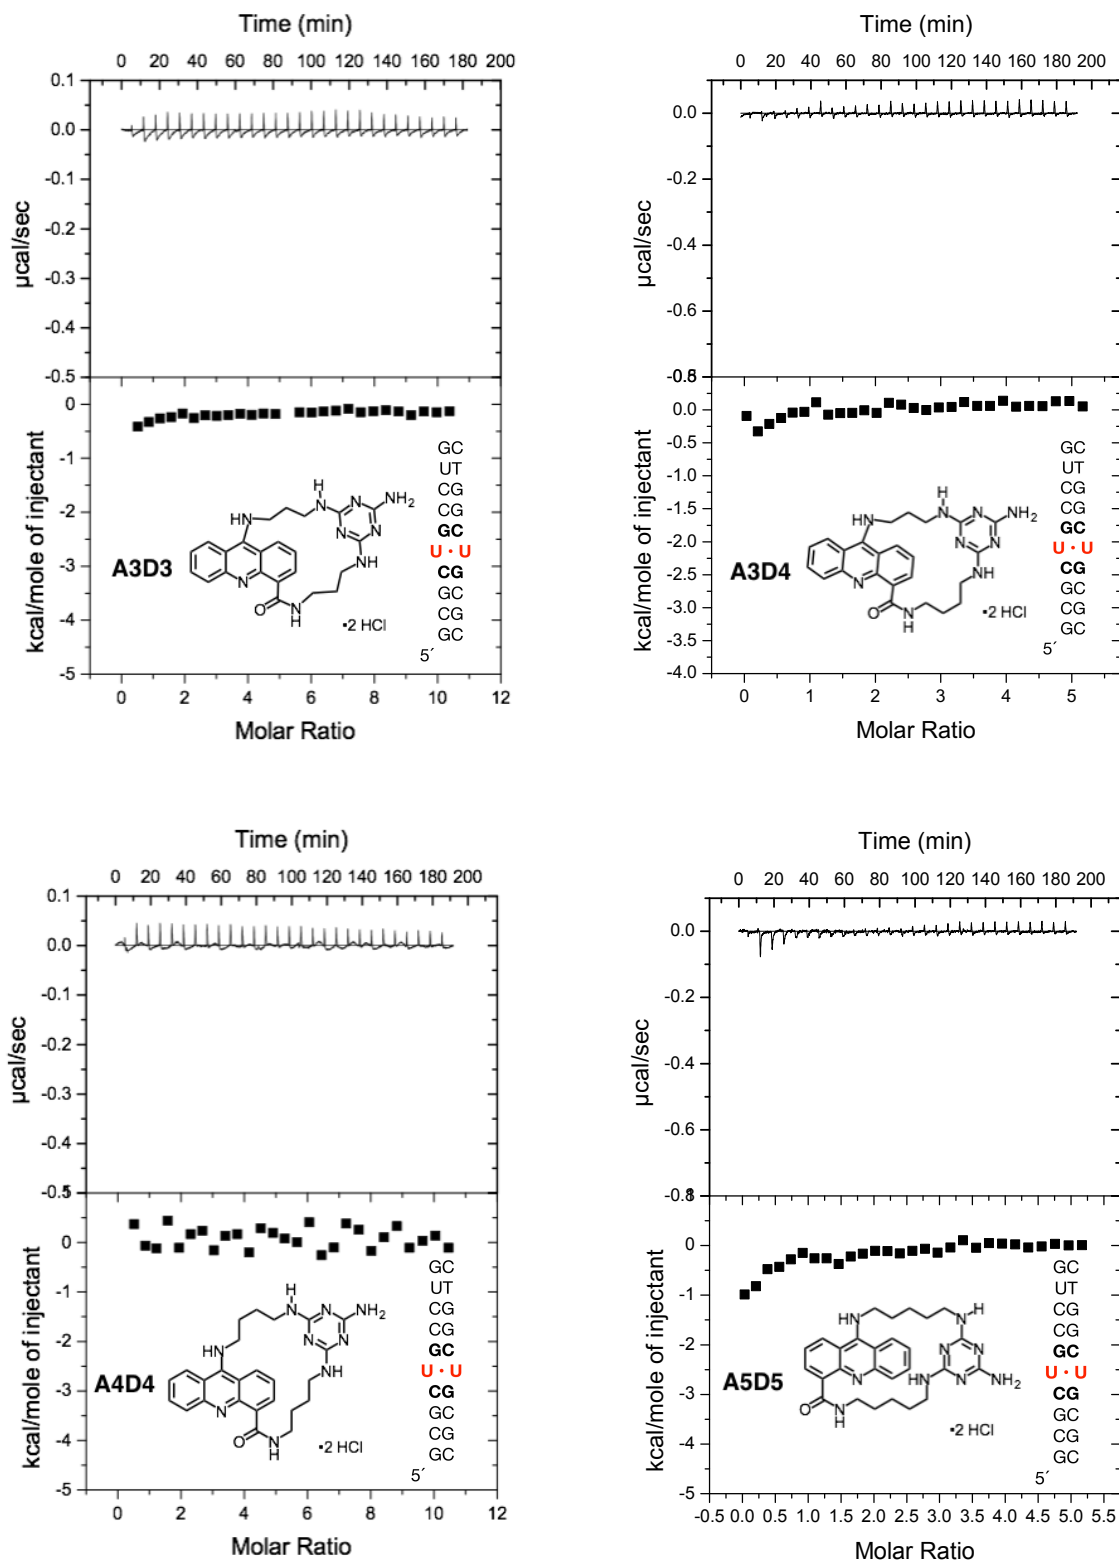 Time (min)
0 20 40 60 80 100 120 140 160 180 200
0.1
0.0
-0.1
-0.2
-0.3
-0.4
-0.5
µcal/sec
0
-1
-2
-3
-4
-5
kcal/mole of injectant
GC
UT
CG
CG
GC
U · U
CG
GC
CG
GC
5´
A3D3
H
N
HN
N
NH2
N
N
NH
N
O
N
H
•2 HCl
0 2 4 6 8 10 12
Molar Ratio
Time (min)
0 20 40 60 80 100 120 140 160 180 200
0.0
-0.2
-0.4
-0.6
µcal/sec
0.0
-0.5
-1.0
-1.5
-2.0
-2.5
-3.0
-3.5
-4.0
kcal/mole of injectant
GC
UT
CG
CG
GC
U · U
CG
GC
CG
GC
5´
A3D4
H
N
HN
N
NH2
N
N
NH
N
O
N
H
•2 HCl
0 1 2 3 4 5
Molar Ratio
Time (min)
0 20 40 60 80 100 120 140 160 180 200
0.1
0.0
-0.1
-0.2
-0.3
-0.4
µcal/sec
0
-1
-2
-3
-4
-5
kcal/mole of injectant
GC
UT
CG
CG
GC
U · U
CG
GC
CG
GC
5´
A4D4
H
N
HN
N
NH2
N
N
NH
N
O
N
H
•2 HCl
0 2 4 6 8 10 12
Molar Ratio
Time (min)
0 20 40 60 80 100 120 140 160 180 200
0.0
-0.2
-0.4
-0.6
µcal/sec
0
-1
-2
-3
-4
-5
kcal/mole of injectant
GC
UT
CG
CG
GC
U · U
CG
GC
CG
GC
5´
A5D5
HN
N
H
N
N
N
HN
N
NH2
O
N
H
•2 HCl
-0.5 0.0 0.5 1.0 1.5 2.0 2.5 3.0 3.5 4.0 4.5 5.0 5.5
Molar Ratio